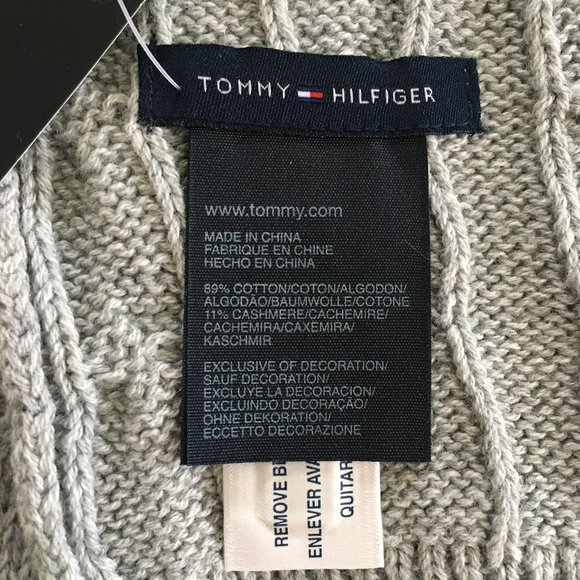 TOMMY HILFIGER
www.tommy.com
MADE IN CHINA
FABRIQUE EN CHINE
HECHO EN CHINA
89% COTTON/COTON/ALGODON/
ALGODÃO/BAUMWOLLE/COTONE
11% CASHMERE/CACHEMIRE/
CACHEMIRA/CAXEMIRA/
KASCHMIR
EXCLUSIVE OF DECORATION/
SAUF DECORATION/
EXCLUYE LA DECORACION/
EXCLUINDO DECORAÇÃO/
OHNE DEKORATION/
ECCETTO DECORAZIONE
REMOVE
ENLEVER
QUITAR